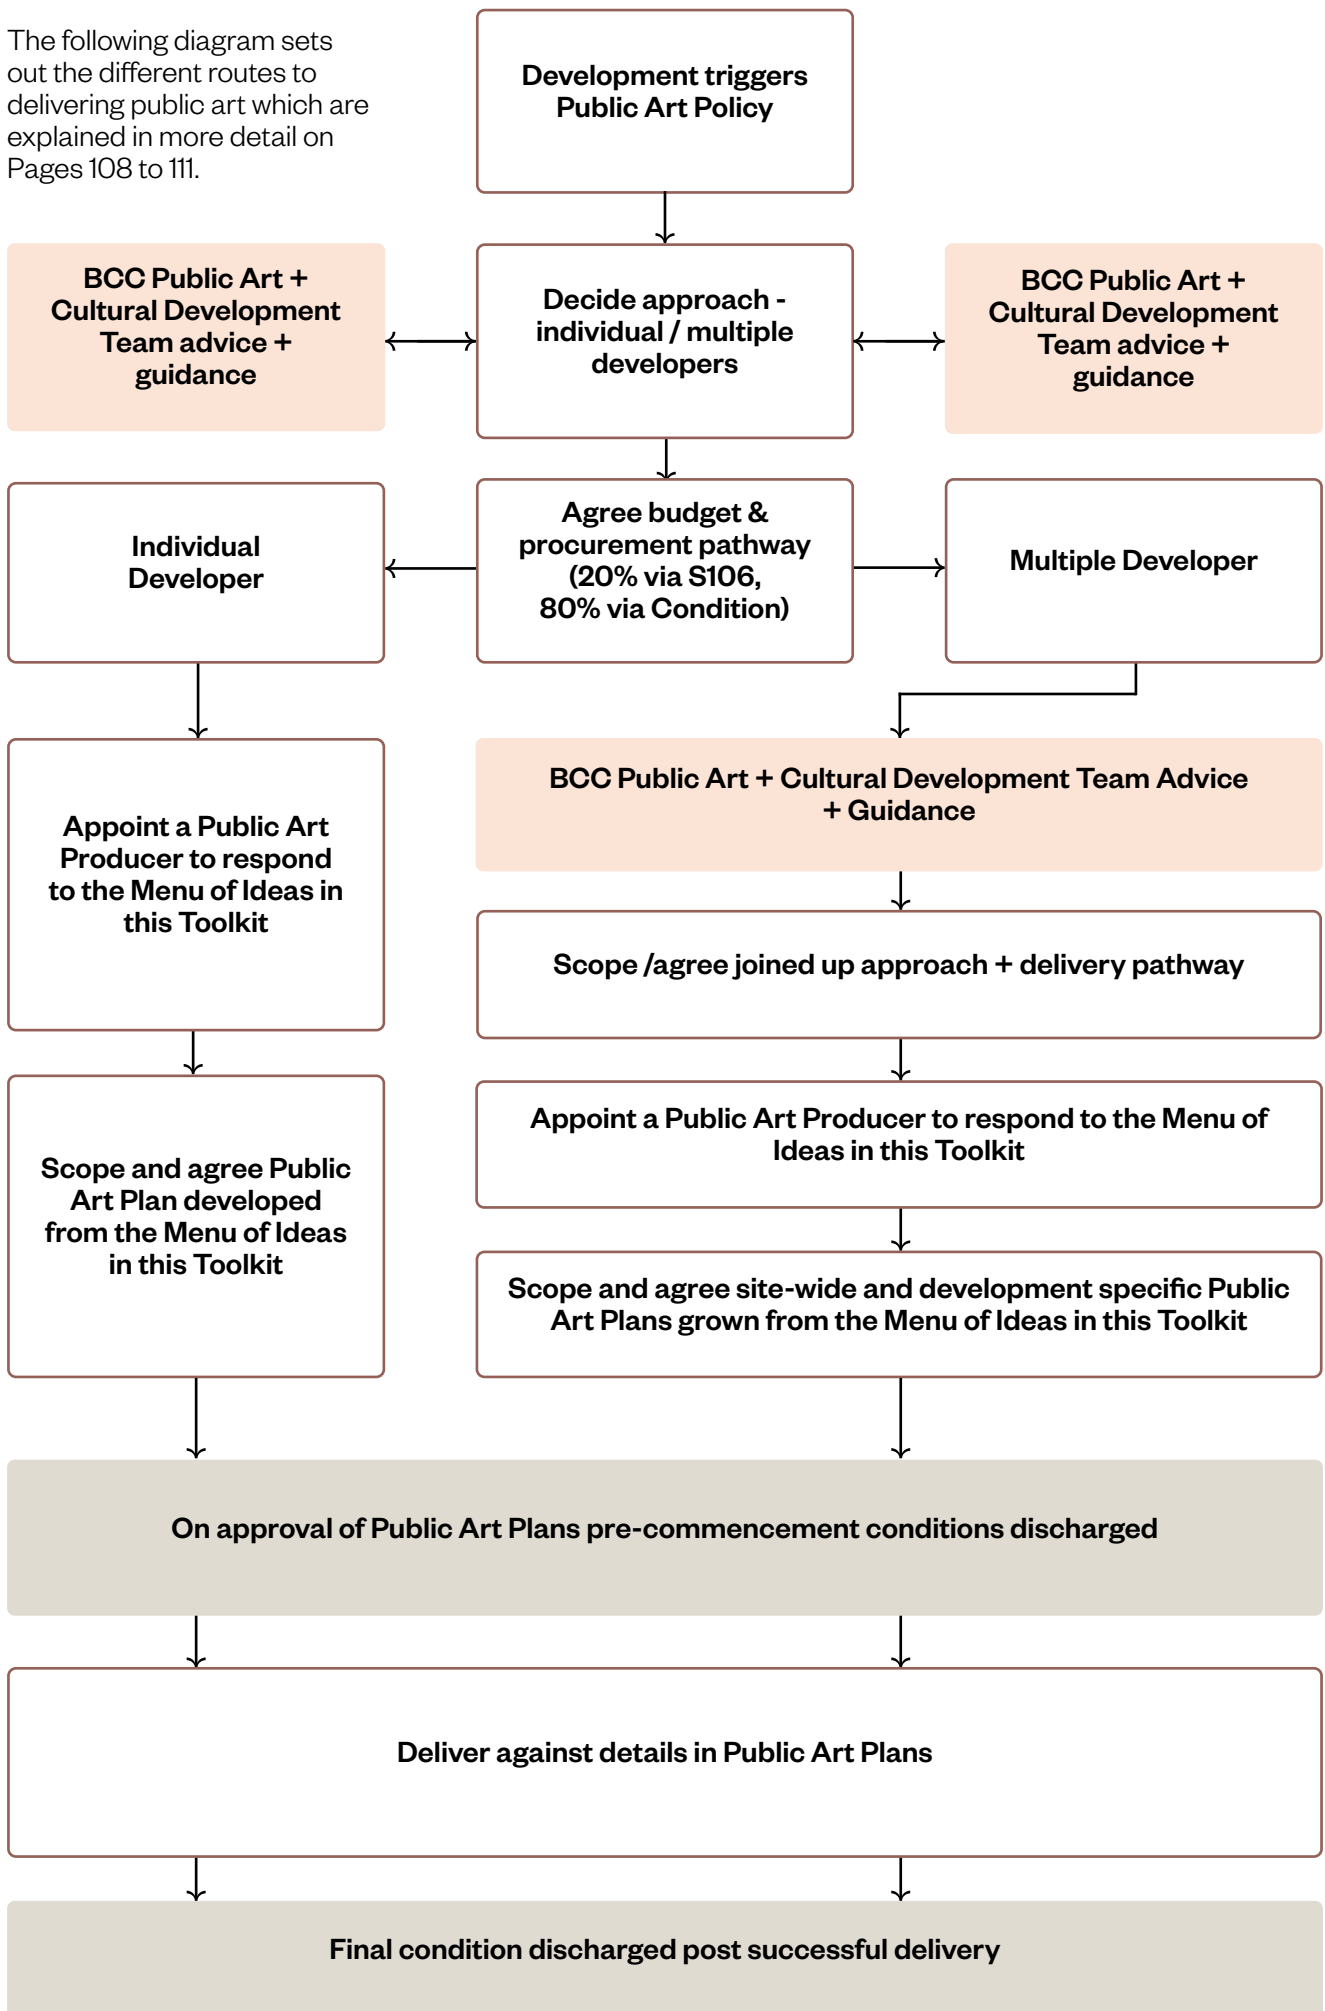 The following diagram sets
out the different routes to
delivering public art which are
explained in more detail on
Pages 108 to 111.
Development triggers
Public Art Policy
BCC Public Art +
Cultural Development
Team advice +
guidance
Decide approach -
individual / multiple
developers
BCC Public Art +
Cultural Development
Team advice +
guidance
Individual
Developer
Agree budget &
procurement pathway
(20% via S106,
80% via Condition)
Multiple Developer
Appoint a Public Art
Producer to respond
to the Menu of Ideas in
this Toolkit
Scope and agree Public
Art Plan developed
from the Menu of Ideas
in this Toolkit
BCC Public Art + Cultural Development Team Advice
+ Guidance
Scope /agree joined up approach + delivery pathway
Appoint a Public Art Producer to respond to the Menu of
Ideas in this Toolkit
Scope and agree site-wide and development specific Public
Art Plans grown from the Menu of Ideas in this Toolkit
On approval of Public Art Plans pre-commencement conditions discharged
Deliver against details in Public Art Plans
Final condition discharged post successful delivery